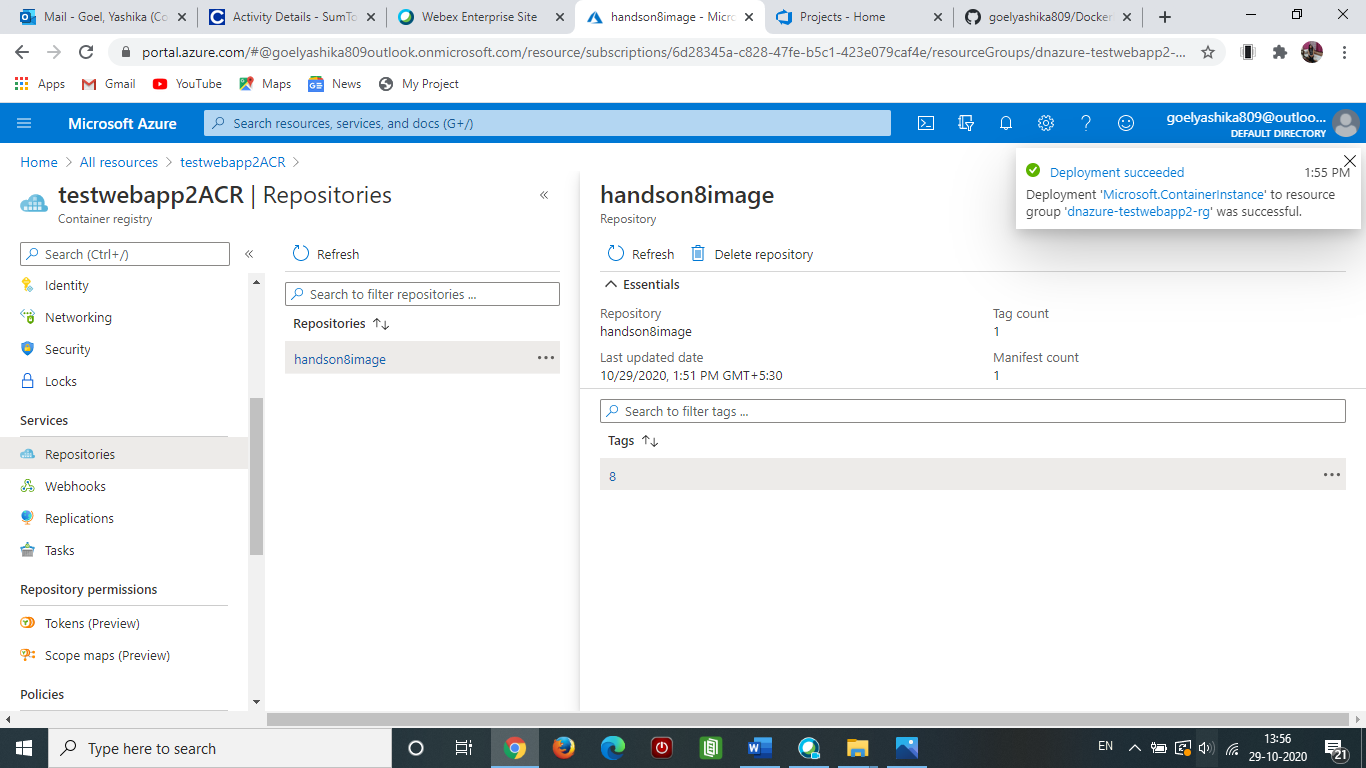 Mail - Goel, Yashika (Co
Activity Details - SumTo
Webex Enterprise Site
handson8image - Micro
Projects - Home
goelyashika809/Docker
portal.azure.com/#@goelyashika809outlook.onmicrosoft.com/resource/subscriptions/6d28345a-c828-47fe-b5c1-423e079caf4e/resourceGroups/dnazure-testwebapp2-...
Apps
Gmail
YouTube
Maps
News
My Project
Microsoft Azure
Search resources, services, and docs (G+/)
goelyashika809@outloo...
DEFAULT DIRECTORY
Home > All resources > testwebapp2ACR >
testwebapp2ACR | Repositories
Container registry
Search (Ctrl+/)
Identity
Networking
Security
Locks
Services
Repositories
Webhooks
Replications
Tasks
Repository permissions
Tokens (Preview)
Scope maps (Preview)
Policies
Refresh
Search to filter repositories ...
Repositories
handson8image
handson8image
Repository
Refresh
Delete repository
Essentials
Repository
handson8image
Last updated date
10/29/2020, 1:51 PM GMT+5:30
Tag count
1
Manifest count
1
Search to filter tags ...
Tags
8
Deployment succeeded
1:55 PM
Deployment 'Microsoft.ContainerInstance' to resource
group 'dnazure-testwebapp2-rg' was successful.
Type here to search
EN
13:56
29-10-2020
21